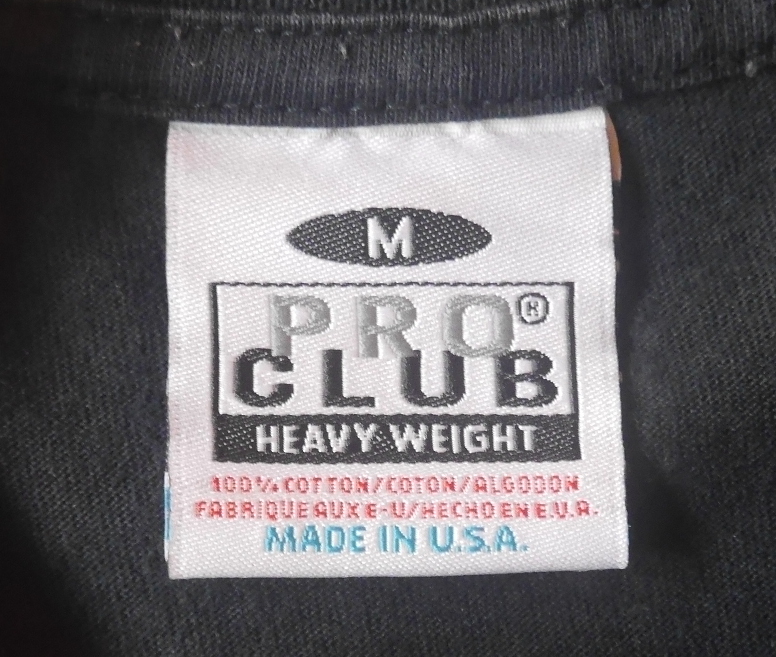 M
PRO®
CLUB
HEAVY WEIGHT
100% COTTON/COTON/ALGODON
FABRIQUE AUX E-U/HECHO EN E.U.A.
MADE IN U.S.A.